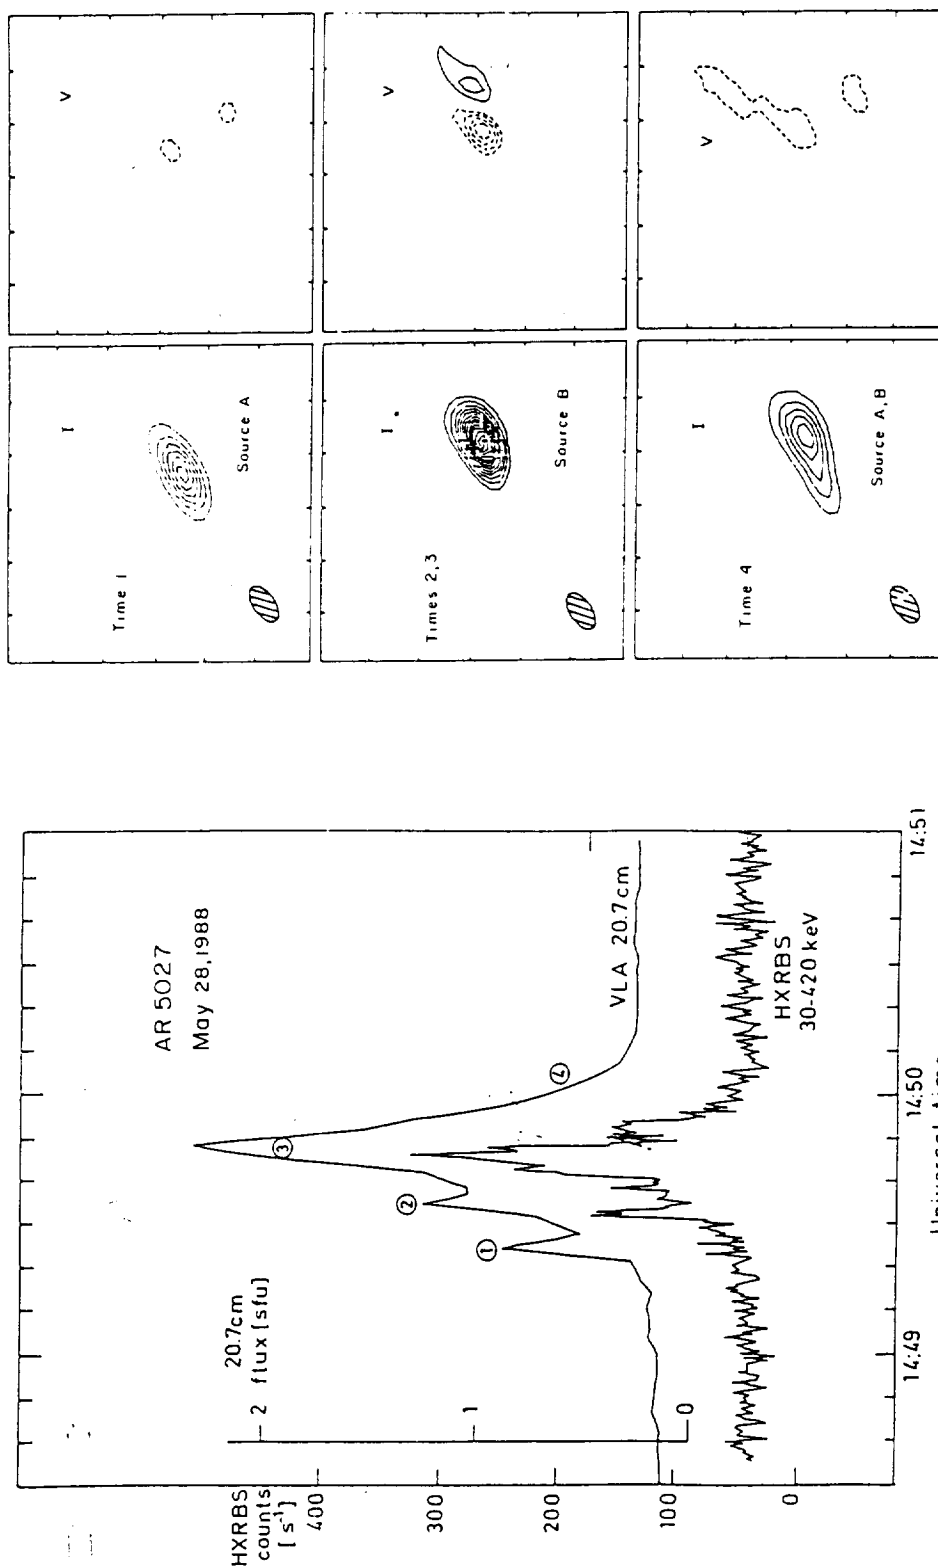 HXRBS
counts
[s⁻¹]
400
300
200
100
0
20.7cm
flux [sfu]
2
1
0
AR 5027
May 28, 1988
1
2
3
4
VLA 20.7cm
HXRBS
30-420 keV
14:49
14:50
14:51
Time 1
I
Source A
V
Times 2,3
I
Source B
V
Time 4
I
Source A,B
V